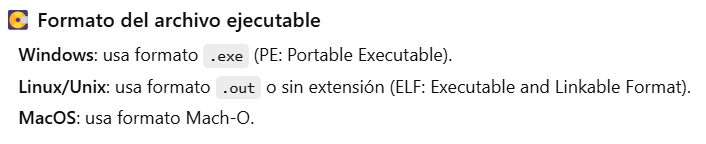 Formato del archivo ejecutable
Windows: usa formato .exe (PE: Portable Executable).
Linux/Unix: usa formato .out o sin extensión (ELF: Executable and Linkable Format).
MacOS: usa formato Mach-O.